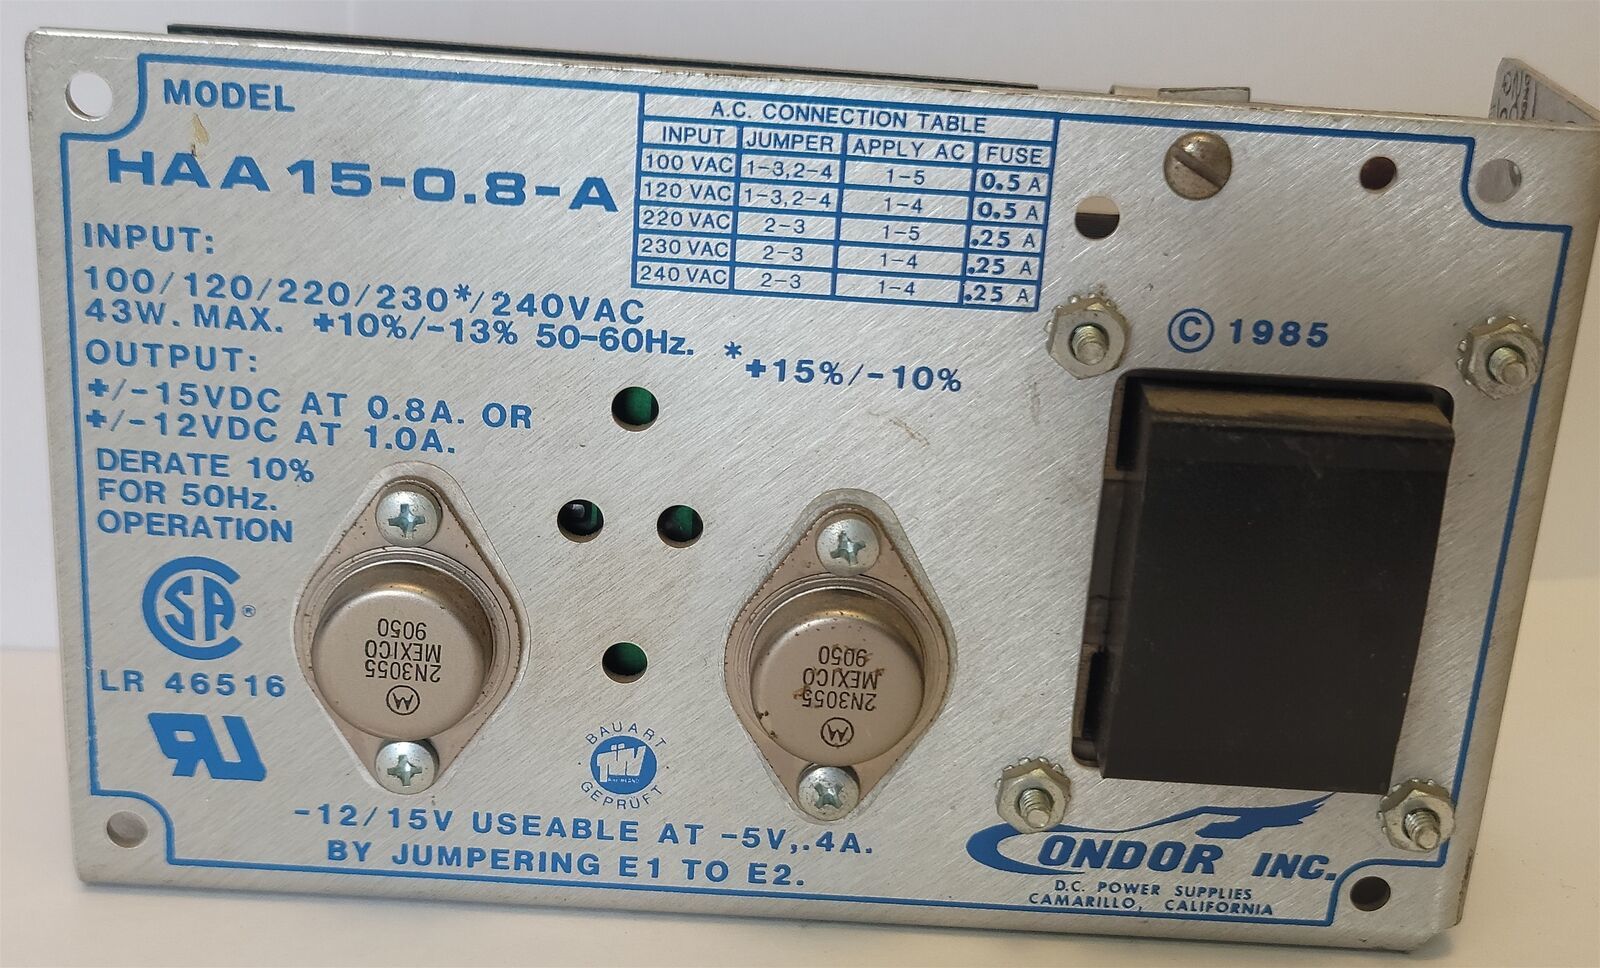 MODEL
HAA15-0.8-A
INPUT:
100/120/220/230*/240VAC
43W. MAX. +10%/-13% 50-60Hz. *+15%/-10%
OUTPUT:
+/-15VDC AT 0.8A. OR
+/-12VDC AT 1.0A.
DERATE 10%
FOR 50Hz.
OPERATION
SA ®
LR 46516
RU
A.C. CONNECTION TABLE
INPUT JUMPER APPLY AC FUSE
100 VAC 1-3,2-4 1-5 0.5 A
120 VAC 1-3,2-4 1-4 0.5 A
220 VAC 2-3 1-5 .25 A
230 VAC 2-3 1-4 .25 A
240 VAC 2-3 1-4 .25 A
© 1985
M
2N3055
MEXICO
9050
M
2N3055
MEXICO
9050
BAUART
TÜV
GEPRÜFT
-12/15V USEABLE AT -5V,.4A.
BY JUMPERING E1 TO E2.
CONDOR INC.
D.C. POWER SUPPLIES
CAMARILLO, CALIFORNIA